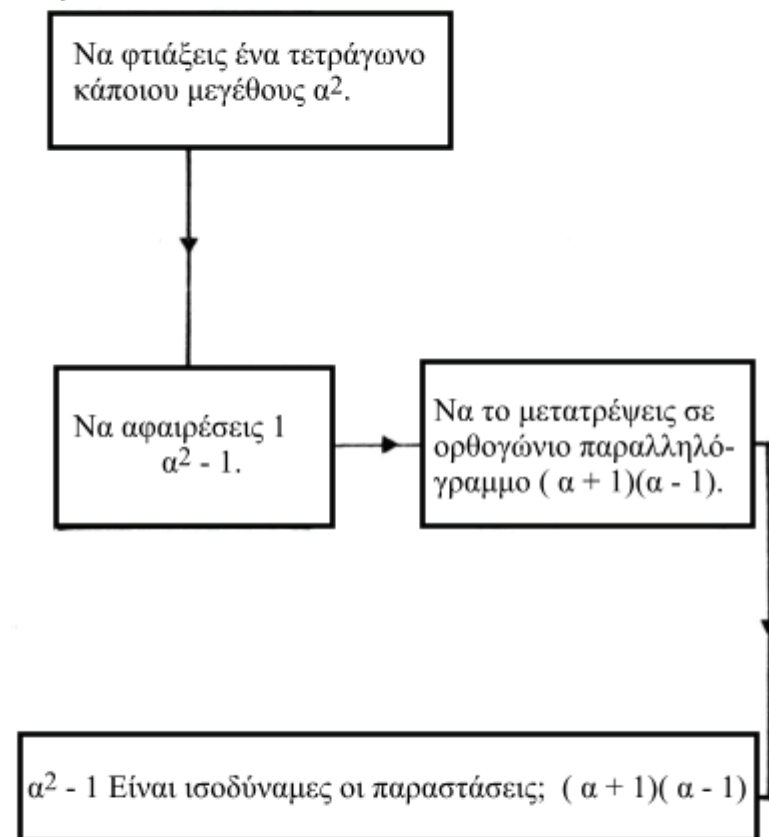 Να φτιάξεις ένα τετράγωνο
κάποιου μεγέθους α².
Να αφαιρέσεις 1
α² - 1.
Να το μετατρέψεις σε
ορθογώνιο παραλληλό-
γραμμο ( α + 1)(α - 1).
α² - 1 Είναι ισοδύναμες οι παραστάσεις; ( α + 1)( α - 1)